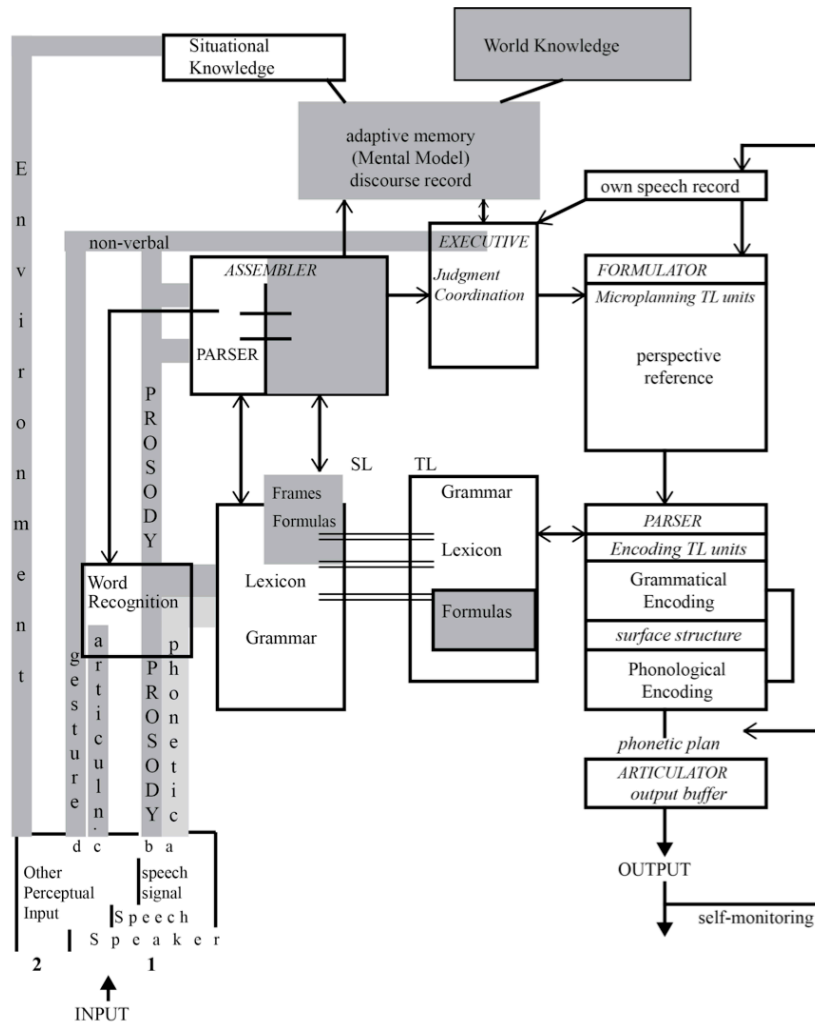 Situational
Knowledge
World Knowledge
adaptive memory
(Mental Model)
discourse record
own speech record
Environment
non-verbal
ASSEMBLER
PARSER
EXECUTIVE
Judgment
Coordination
FORMULATOR
Microplanning TL units
perspective
reference
PROSODY
SL
TL
Frames
Formulas
Lexicon
Grammar
Grammar
Lexicon
Formulas
PARSER
Encoding TL units
Grammatical
Encoding
surface structure
Phonological
Encoding
Word
Recognition
gesture
articuln.
PROSODY
phonetic
phonetic plan
ARTICULATOR
output buffer
d c b a
Other
Perceptual
Input
speech
signal
Speech
Speaker
2
1
INPUT
OUTPUT
self-monitoring